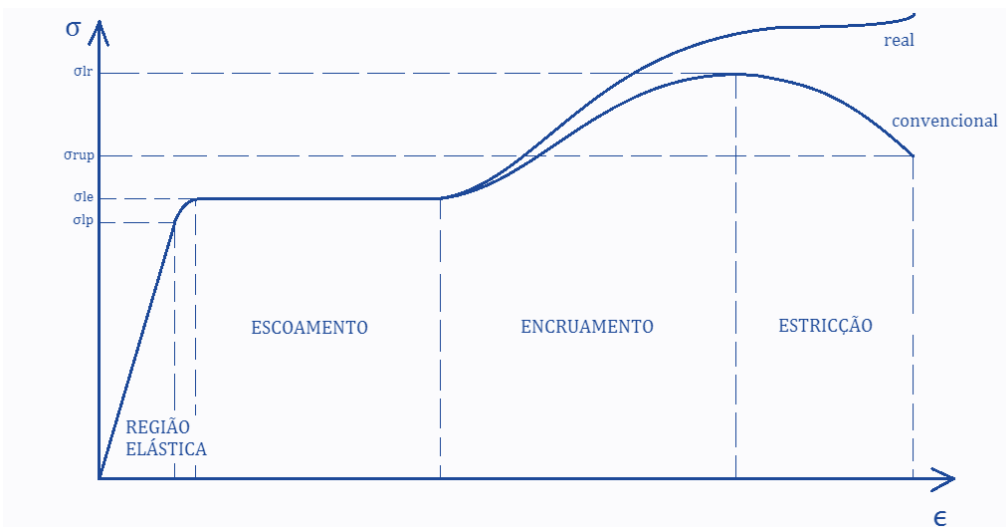 σ
real
σlr
convencional
σrup
σle
σlp
ESCOAMENTO
ENCRUAMENTO
ESTRICÇÃO
REGIÃO
ELÁSTICA
ϵ